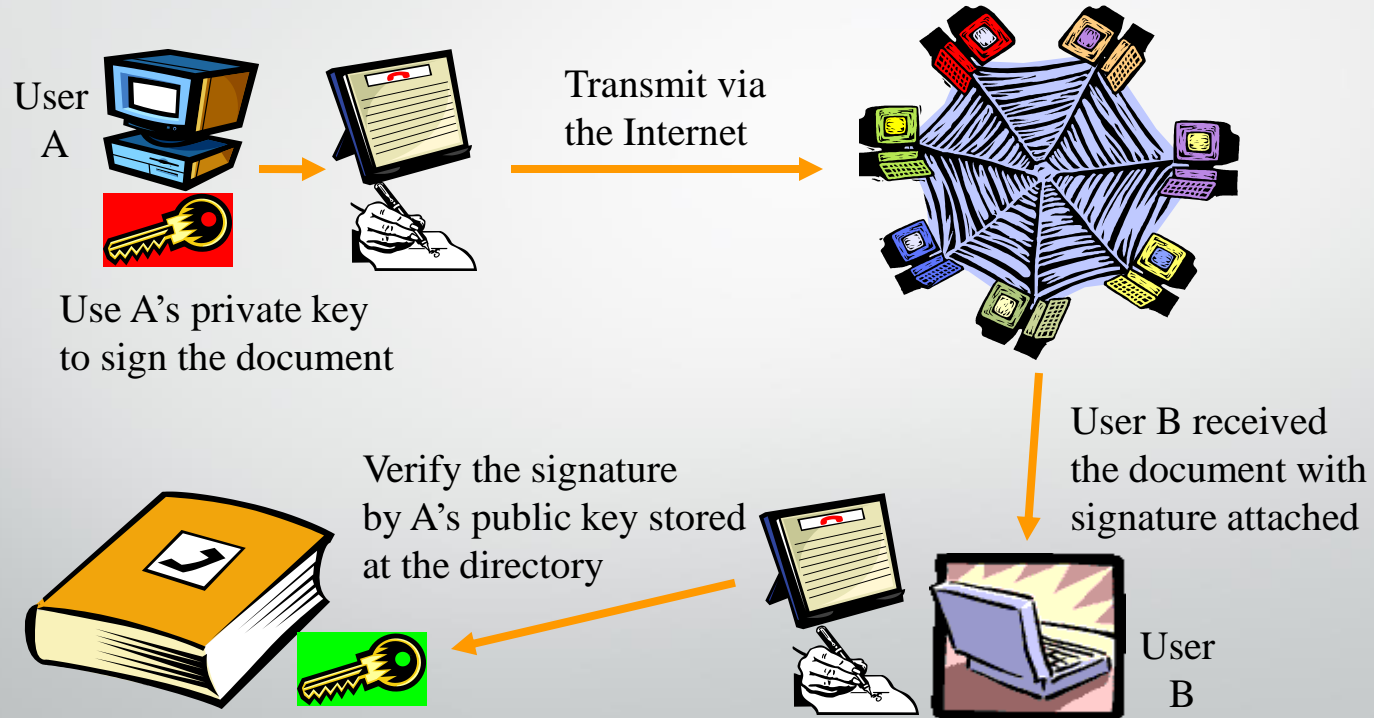 User
A
Transmit via
the Internet
Use A's private key
to sign the document
User B received
the document with
signature attached
Verify the signature
by A's public key stored
at the directory
User
B